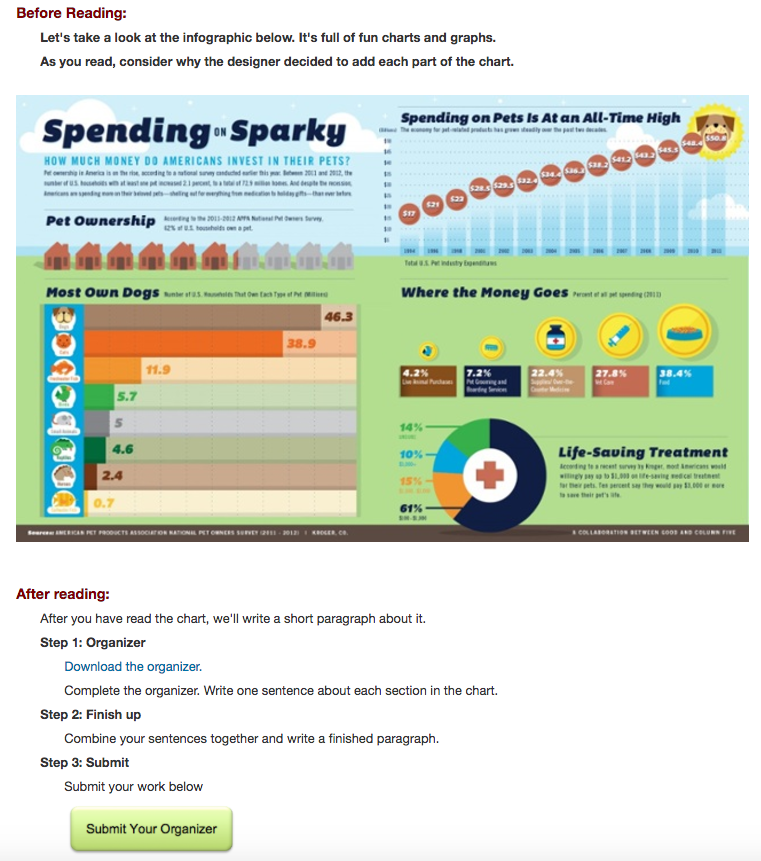 Before Reading:
Let's take a look at the infographic below. It's full of fun charts and graphs.
As you read, consider why the designer decided to add each part of the chart.
Spending ON Sparky
HOW MUCH MONEY DO AMERICANS INVEST IN THEIR PETS?
Pet ownership in America is on the rise, according to a national survey conducted earlier this year. Between 2011 and 2012, the
number of U.S. households with at least one pet increased 2.1 percent, to a total of 72.9 million homes. And despite the recession,
Americans are spending more on their beloved pets—shelling out for everything from medication to holiday gifts—than ever before.
Pet Ownership
According to the 2011-2012 APPA National Pet Owners Survey,
62% of U.S. households own a pet.
Most Own Dogs
Number of U.S. Households That Own Each Type of Pet (Millions)
Dogs
46.3
Cats
38.9
Freshwater Fish
11.9
5.7
Small Animals
5
Reptiles
4.6
2.4
0.7
Spending on Pets Is At an All-Time High
The economy for pet-related products has grown steadily over the past two decades.
$17
$21
$23
$28.5
$29.5
$32.4
$34.4
$36.3
$38.2
$41.2
$43.2
$45.5
$48.4
$50.8
1994 1996 1998 2001 2002 2003 2004 2005 2006 2007 2008 2009 2010 2011
Total U.S. Pet Industry Expenditures
Where the Money Goes
Percent of all pet spending (2011)
4.2%
Live Animal Purchases
7.2%
Pet Grooming and
Boarding Services
22.4%
Supplies/Over-the-
Counter Medicine
27.8%
Vet Care
38.4%
Food
14%
10%
15%
61%
Life-Saving Treatment
According to a recent survey by Kroger, most Americans would
willingly pay up to $1,000 on life-saving medical treatment
for their pets. Ten percent say they would pay $3,000 or more
to save their pet's life.
Sources: AMERICAN PET PRODUCTS ASSOCIATION NATIONAL PET OWNERS SURVEY (2011 - 2012) | KROGER, CO.
A COLLABORATION BETWEEN GOOD AND COLUMN FIVE
After reading:
After you have read the chart, we'll write a short paragraph about it.
Step 1: Organizer
Download the organizer.
Complete the organizer. Write one sentence about each section in the chart.
Step 2: Finish up
Combine your sentences together and write a finished paragraph.
Step 3: Submit
Submit your work below
Submit Your Organizer